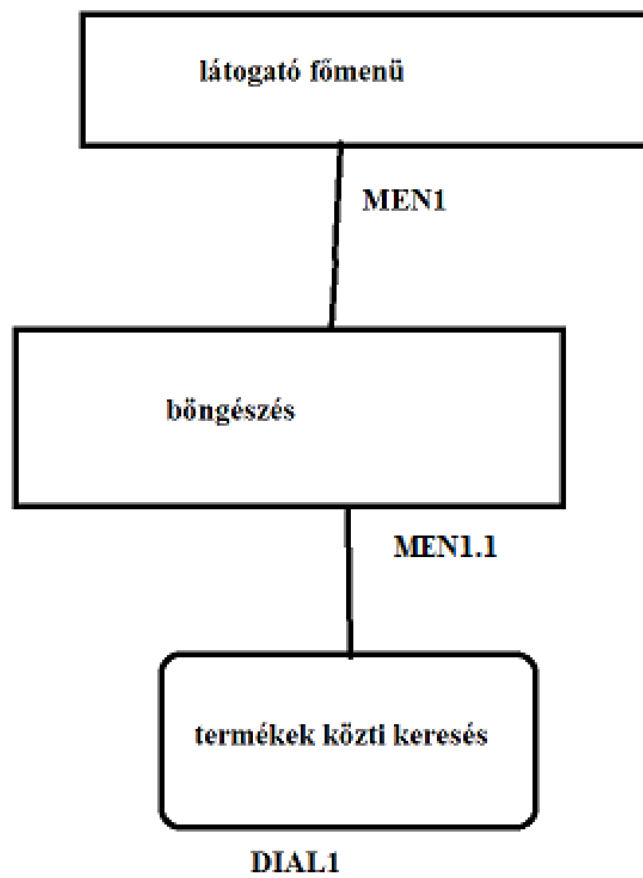 látogató főmenü
MEN1
böngészés
MEN1.1
termékek közti keresés
DIAL1